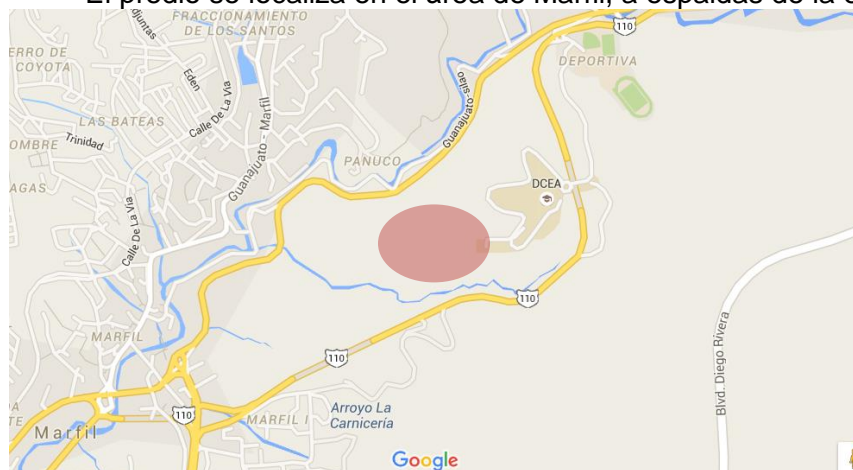 El predio se localiza en el área de Marfil, a espaldas de la
FRACCIONAMIENTO
DE LOS SANTOS
110
DEPORTIVA
ERRO DE
COYOTA
Eden
Calle De La Via
LAS BATEAS
Trinidad
OMBRE
Guanajuato - Marfil
PAÑUCO
Guanajuato-silao
DCEA
AGAS
Calle De La Via
110
MARFIL
110
Blvd. Diego Rivera
110
MARFIL I
Arroyo La
Carnicería
Marfil
Google